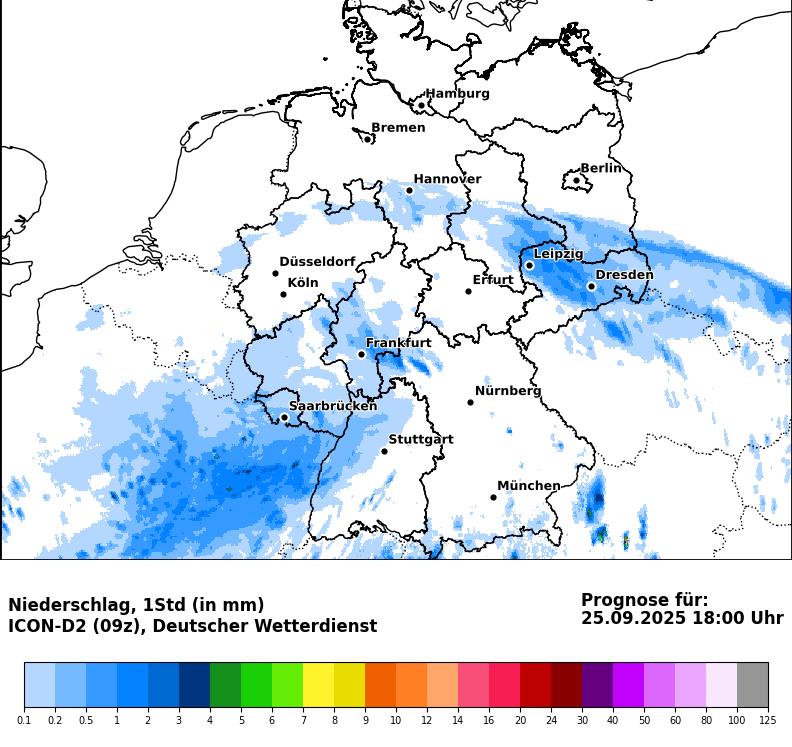 Hamburg
Bremen
Berlin
Hannover
Leipzig
Düsseldorf
Dresden
Köln
Erfurt
Frankfurt
Nürnberg
Saarbrücken
Stuttgart
München
Niederschlag, 1Std (in mm)
ICON-D2 (09z), Deutscher Wetterdienst
Prognose für:
25.09.2025 18:00 Uhr
0.1 0.2 0.5 1 2 3 4 5 6 7 8 9 10 12 14 16 20 24 30 40 50 60 80 100 125